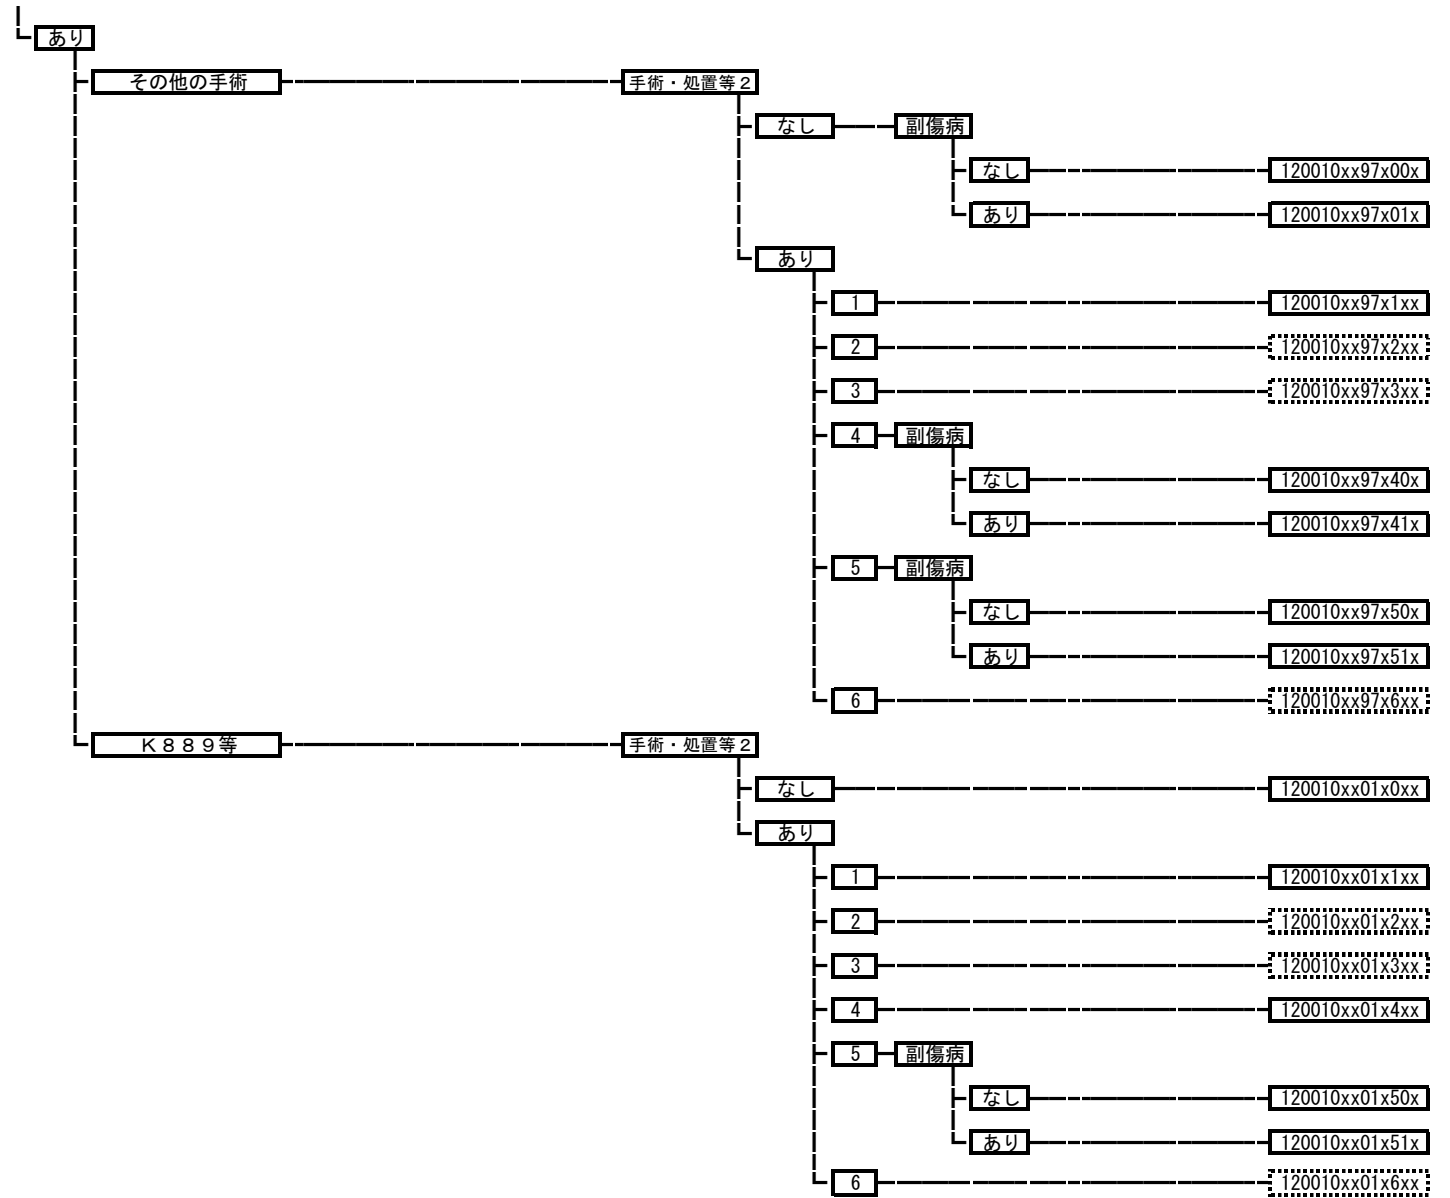 あり
その他の手術 手術・処置等２
なし 副傷病
なし 120010xx97x00x
あり 120010xx97x01x
あり
1 120010xx97x1xx
2 120010xx97x2xx
3 120010xx97x3xx
4 副傷病
なし 120010xx97x40x
あり 120010xx97x41x
5 副傷病
なし 120010xx97x50x
あり 120010xx97x51x
6 120010xx97x6xx
Ｋ８８９等 手術・処置等２
なし 120010xx01x0xx
あり
1 120010xx01x1xx
2 120010xx01x2xx
3 120010xx01x3xx
4 120010xx01x4xx
5 副傷病
なし 120010xx01x50x
あり 120010xx01x51x
6 120010xx01x6xx